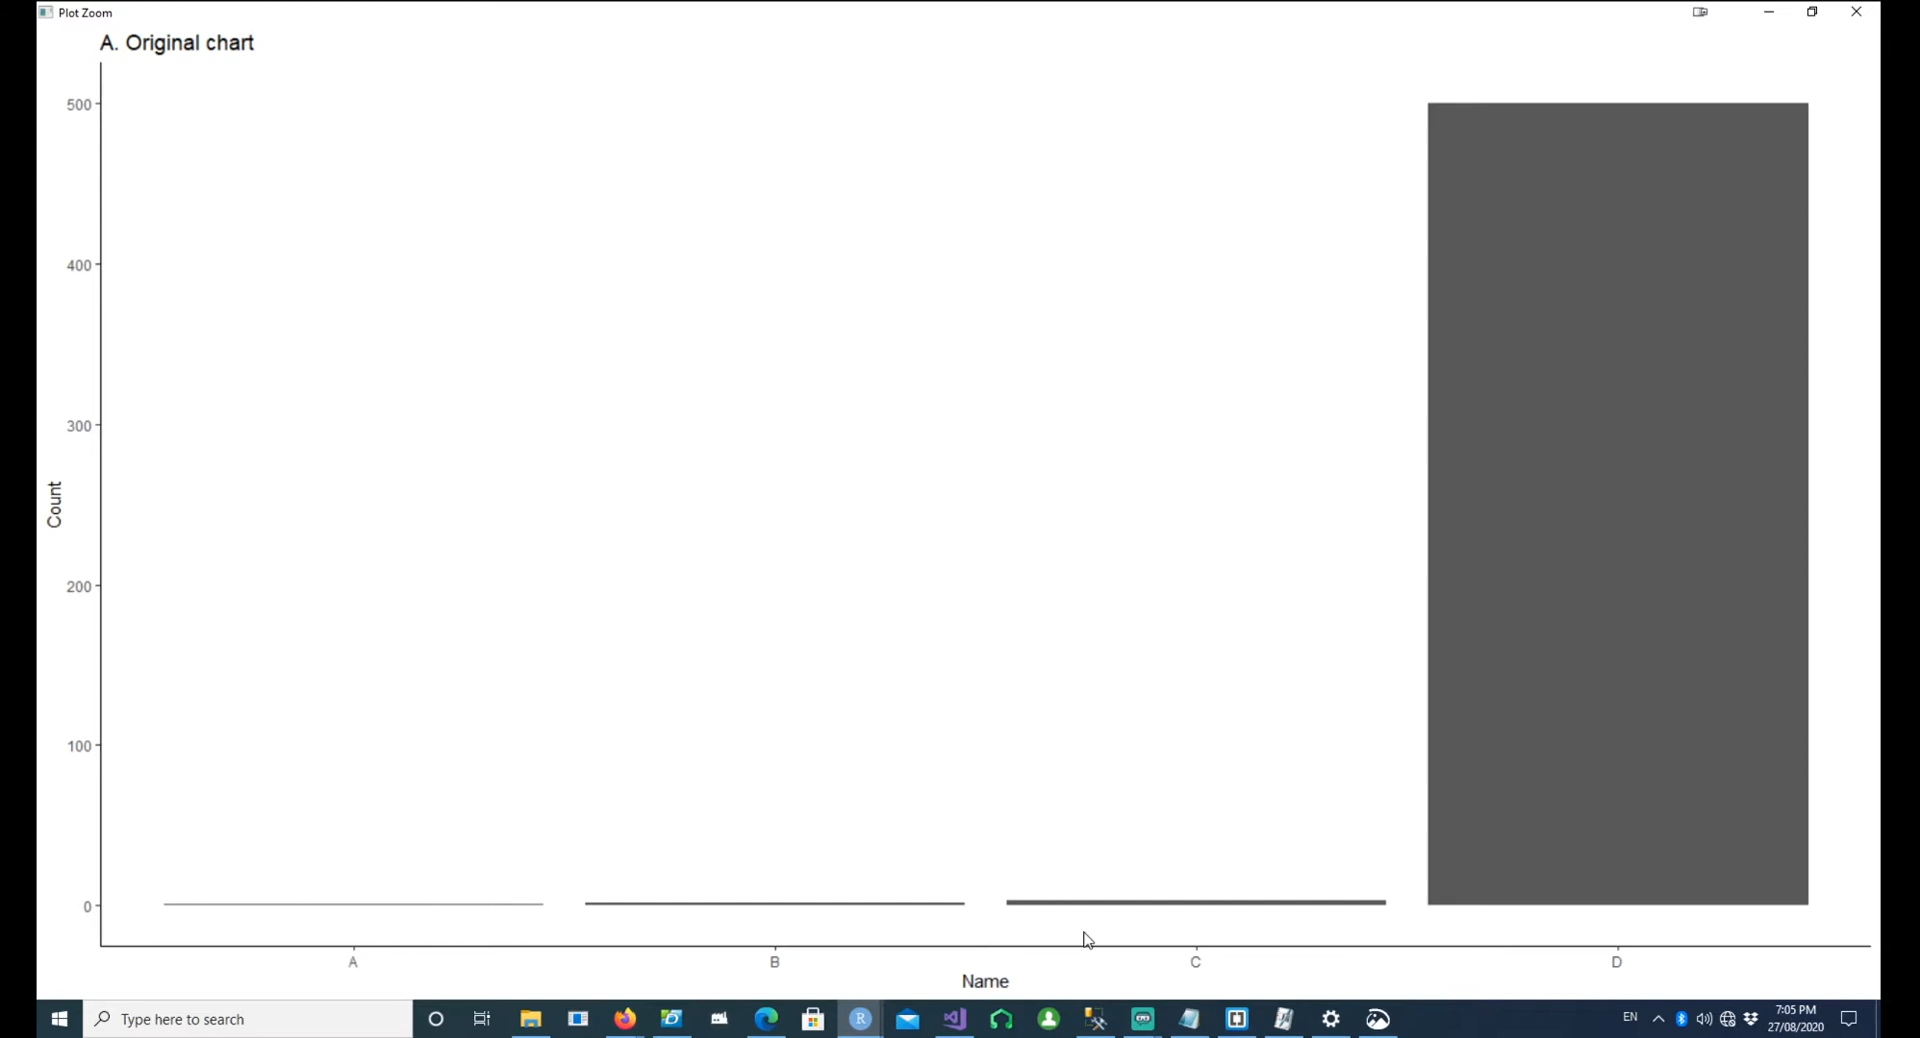 Plot Zoom
A. Original chart
500
400
300
200
100
0
Count
A
B
C
D
Name
Type here to search
R
EN
7:05 PM
27/08/2020